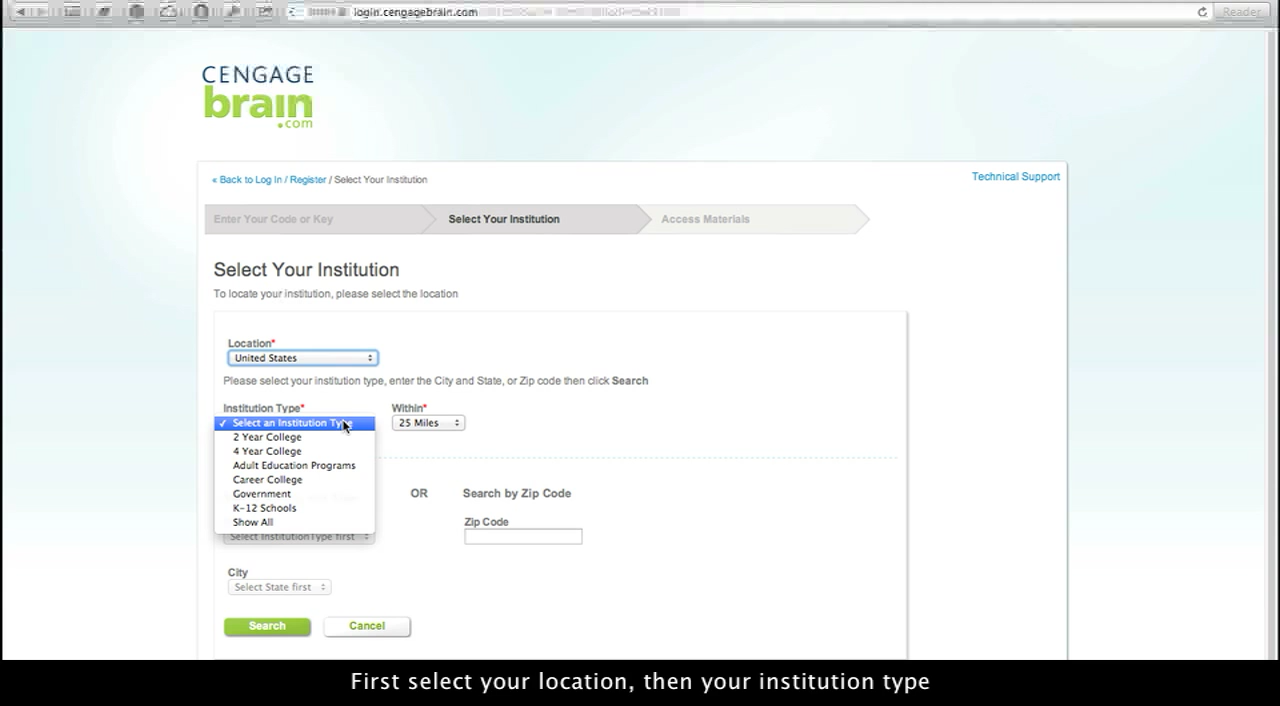 login.cengagebrain.com
Reader
CENGAGE
brain
.com
« Back to Log In / Register / Select Your Institution
Technical Support
Enter Your Code or Key
Select Your Institution
Access Materials
Select Your Institution
To locate your institution, please select the location
Location*
United States
Please select your institution type, enter the City and State, or Zip code then click Search
Institution Type*
Within*
✓ Select an Institution Type
25 Miles
2 Year College
4 Year College
Adult Education Programs
Career College
Government
K-12 Schools
Show All
OR
Search by Zip Code
Zip Code
Select InstitutionType first
City
Select State first
Search
Cancel
First select your location, then your institution type